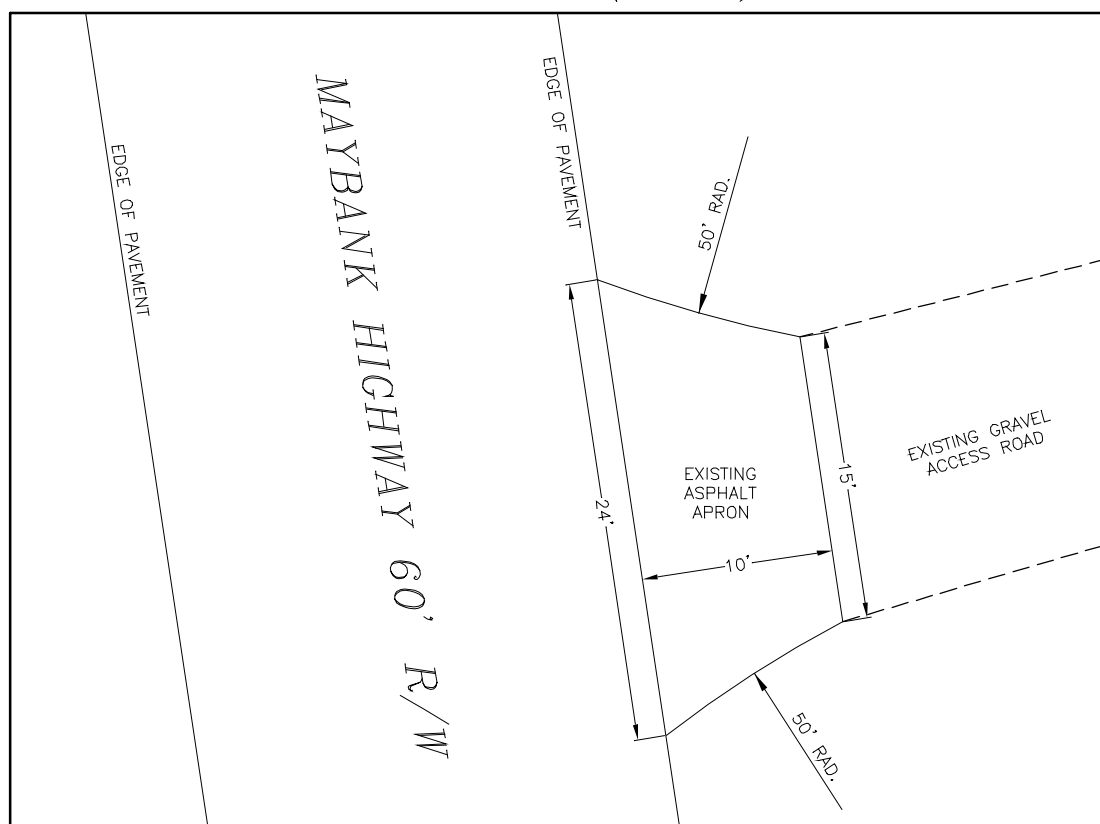 EDGE OF PAVEMENT
MAYBANK HIGHWAY 60' R/W
EDGE OF PAVEMENT
50' RAD.
24'
EXISTING
ASPHALT
APRON
10'
15'
EXISTING GRAVEL
ACCESS ROAD
50' RAD.